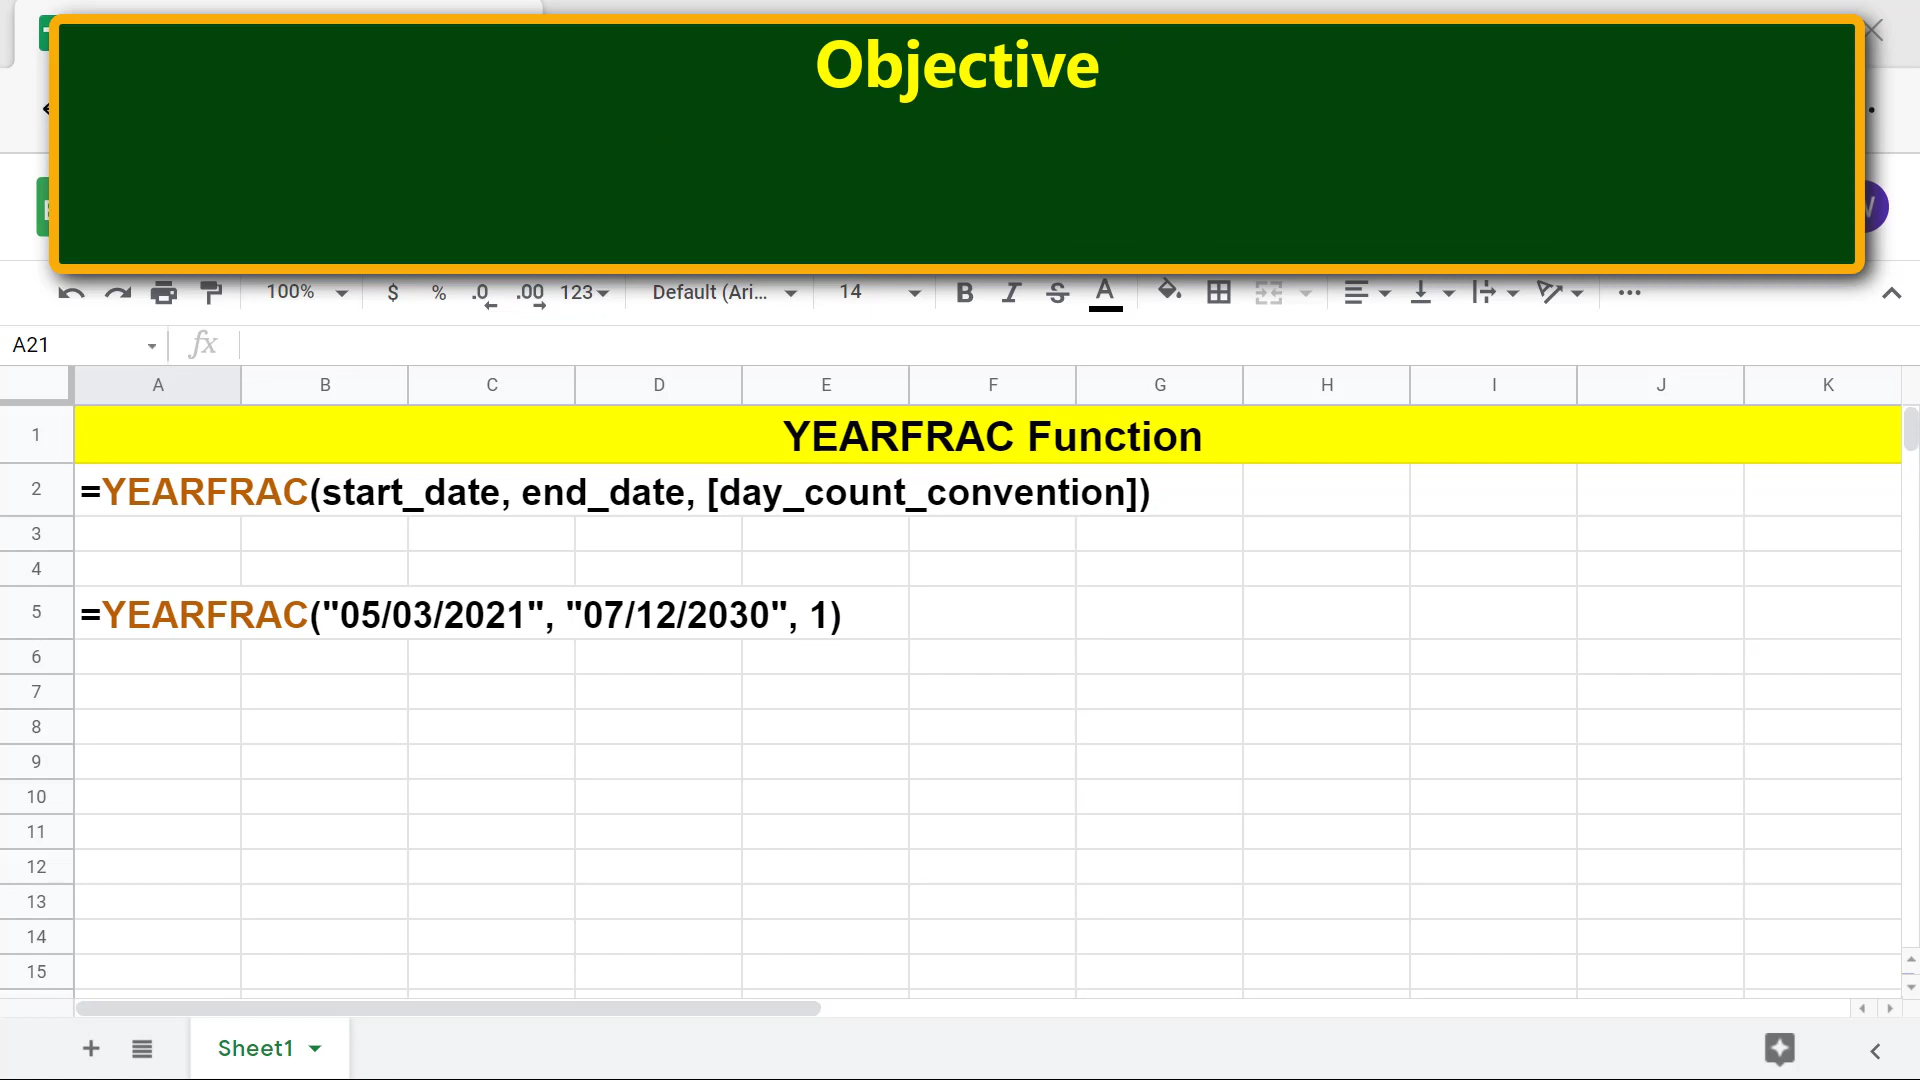 Objective
100% $ % .0 .00 123 Default (Ari... 14 B I S A
A21 fx
A B C D E F G H I J K
1 YEARFRAC Function
2 =YEARFRAC(start_date, end_date, [day_count_convention])
3
4
5 =YEARFRAC("05/03/2021", "07/12/2030", 1)
6
7
8
9
10
11
12
13
14
15
Sheet1